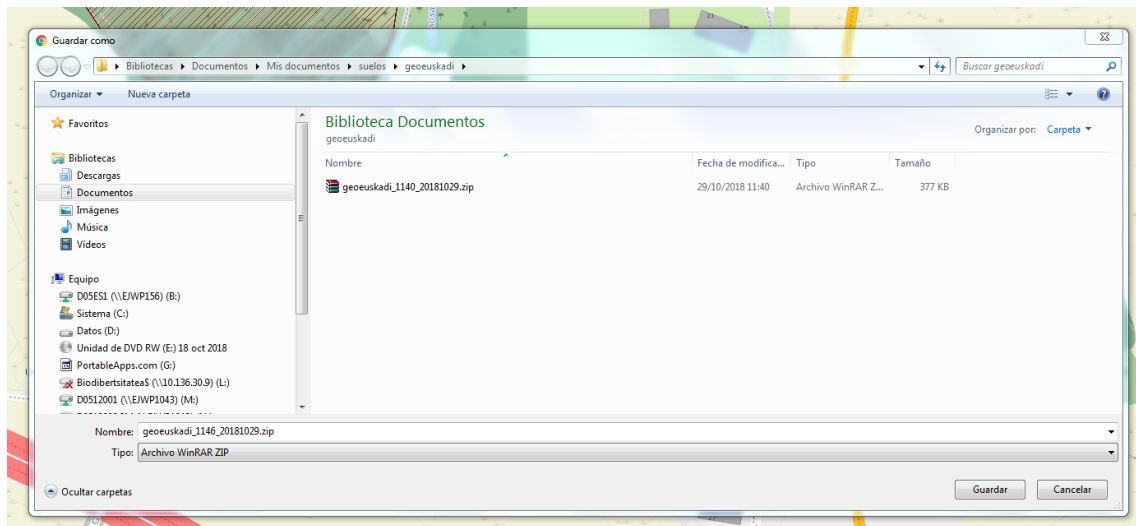 21
Guardar como
Bibliotecas ▸ Documentos ▸ Mis documentos ▸ suelos ▸ geoeuskadi ▸
Buscar geoeuskadi
Organizar
Nueva carpeta
Favoritos
Bibliotecas
Descargas
Documentos
Imágenes
Música
Vídeos
Equipo
D05ES1 (\\EJWP156) (B:)
Sistema (C:)
Datos (D:)
Unidad de DVD RW (E:) 18 oct 2018
PortableApps.com (G:)
Biodibertsitatea$ (\\10.136.30.9) (L:)
D0512001 (\\EJWP1043) (M:)
Biblioteca Documentos
geoeuskadi
Organizar por: Carpeta
Nombre Fecha de modifica... Tipo Tamaño
geoeuskadi_1140_20181029.zip 29/10/2018 11:40 Archivo WinRAR Z... 377 KB
Nombre: geoeuskadi_1146_20181029.zip
Tipo: Archivo WinRAR ZIP
Ocultar carpetas
Guardar
Cancelar